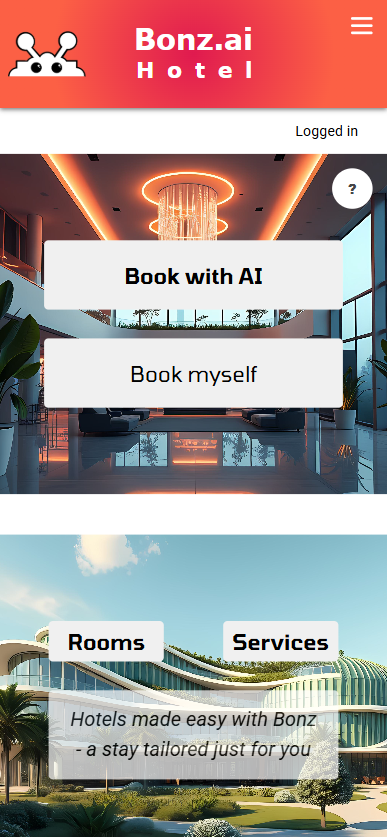 Bonz.ai
Hotel
Logged in
?
Book with AI
Book myself
Rooms
Services
Hotels made easy with Bonz
- a stay tailored just for you